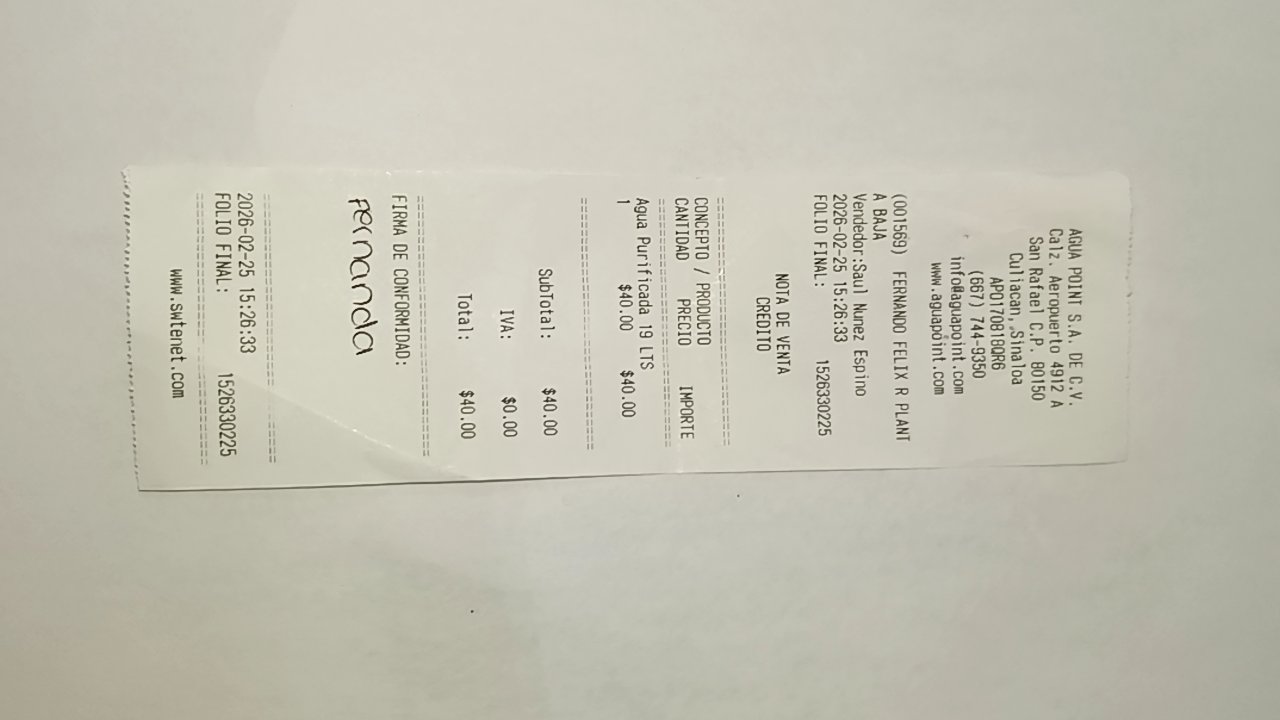 AGUA POINT S.A. DE C.V.
Calz. Aeropuerto 4912 A
San Rafael C.P. 80150
Culiacan, Sinaloa
APO170818QR6
(667) 744-9350
info@aguapoint.com
www.aguapoint.com
(001569) FERNANDO FELIX R PLANT
A BAJA
Vendedor:Saul Nunez Espino
2026-02-25 15:26:33
FOLIO FINAL: 1526330225
NOTA DE VENTA
CREDITO
================================
CONCEPTO / PRODUCTO
CANTIDAD PRECIO IMPORTE
================================
Agua Purificada 19 LTS
1 $40.00 $40.00
================================
SubTotal: $40.00
IVA: $0.00
Total: $40.00
================================
FIRMA DE CONFORMIDAD:
Fernanda
================================
2026-02-25 15:26:33
FOLIO FINAL: 1526330225
================================
www.swtenet.com